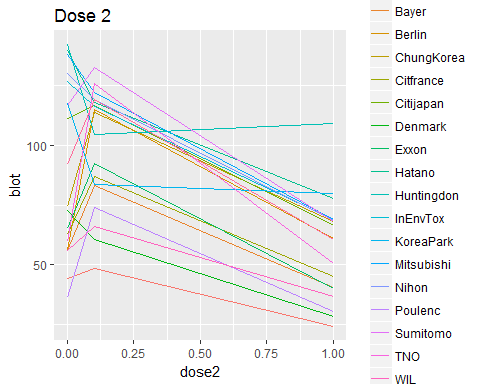 Dose 2
100
50
blot
0.00 0.25 0.50 0.75 1.00
dose2
Bayer
Berlin
ChungKorea
Citfrance
Citijapan
Denmark
Exxon
Hatano
Huntingdon
InEnvTox
KoreaPark
Mitsubishi
Nihon
Poulenc
Sumitomo
TNO
WIL